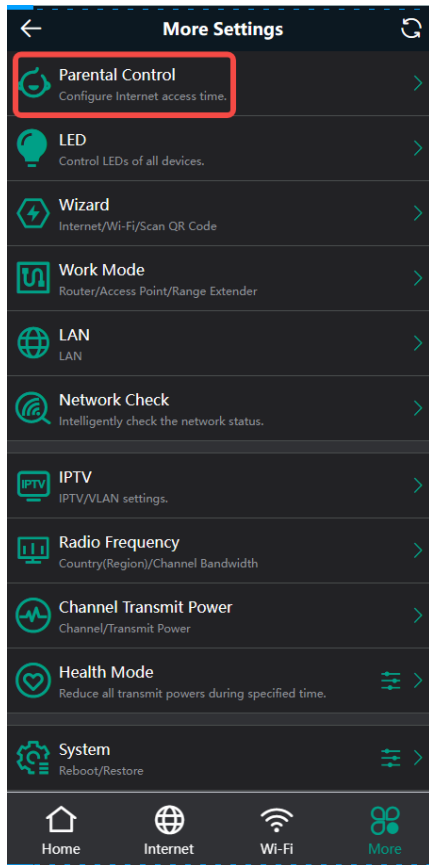 More Settings
Parental Control
Configure Internet access time.
LED
Control LEDs of all devices.
Wizard
Internet/Wi-Fi/Scan QR Code
Work Mode
Router/Access Point/Range Extender
LAN
LAN
Network Check
Intelligently check the network status.
IPTV
IPTV
IPTV/VLAN settings.
Radio Frequency
Country(Region)/Channel Bandwidth
Channel Transmit Power
Channel/Transmit Power
Health Mode
Reduce all transmit powers during specified time.
System
Reboot/Restore
Home Internet Wi-Fi More